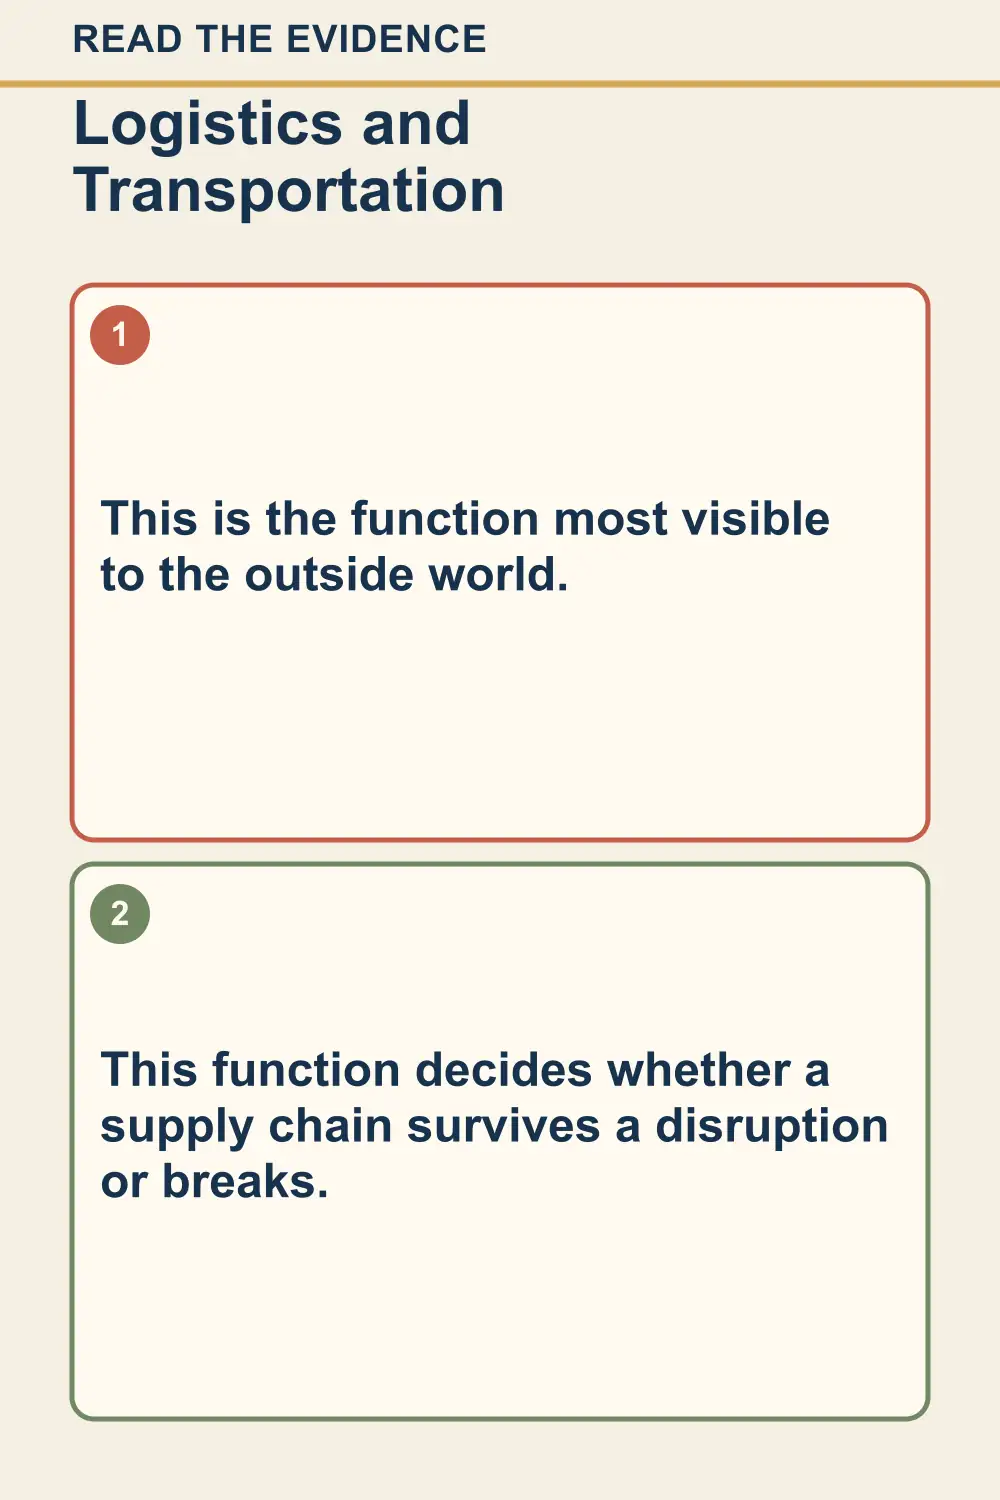 READ THE EVIDENCE
Logistics and
Transportation
1
This is the function most visible
to the outside world.
2
This function decides whether a
supply chain survives a disruption
or breaks.